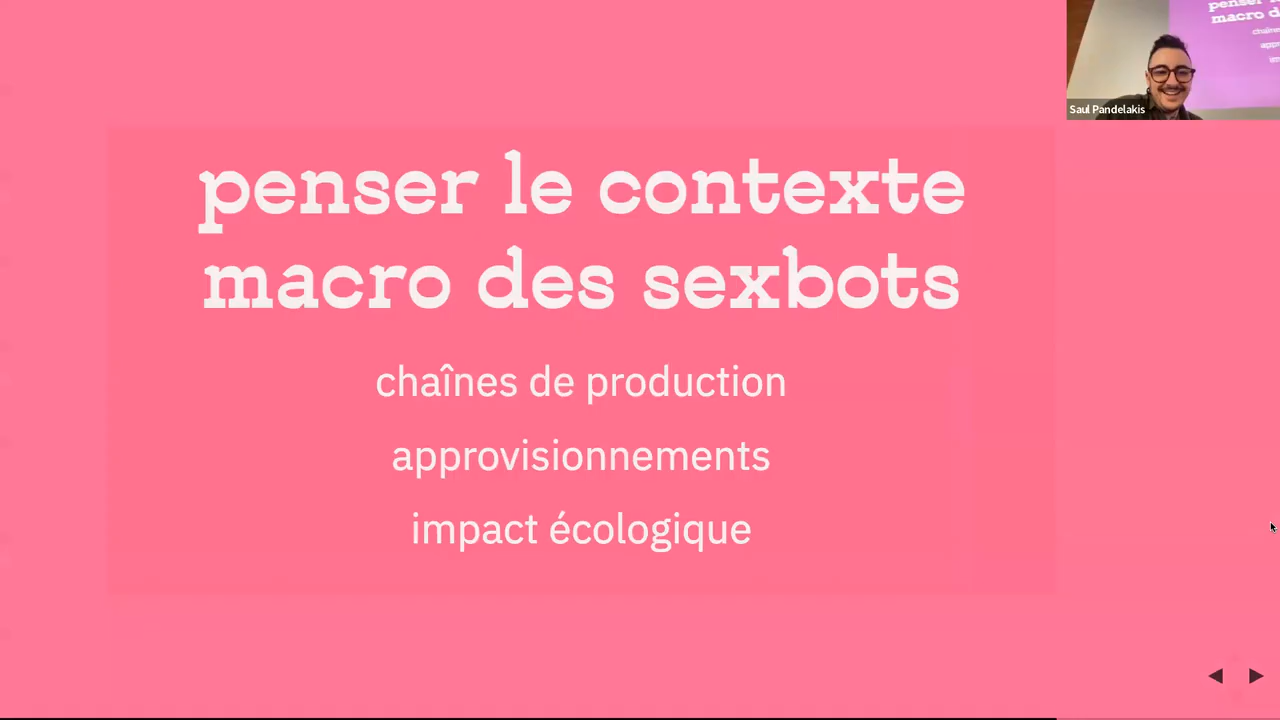 penser le contexte
macro des sexbots
chaînes de production
approvisionnements
impact écologique
Saul Pandelakis